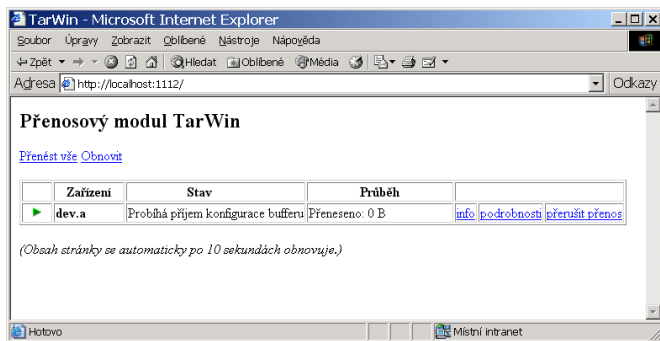 TarWin - Microsoft Internet Explorer
Soubor Úpravy Zobrazit Oblíbené Nástroje Nápověda
Zpět Hledat Oblíbené Média
Adresa http://localhost:1112/ Odkazy
Přenosový modul TarWin
Přenést vše Obnovit
Zařízení Stav Průběh
dev.a Probíhá příjem konfigurace bufferu Přeneseno: 0 B info podrobnosti přerušit přenos
(Obsah stránky se automaticky po 10 sekundách obnovuje.)
Hotovo Místní intranet